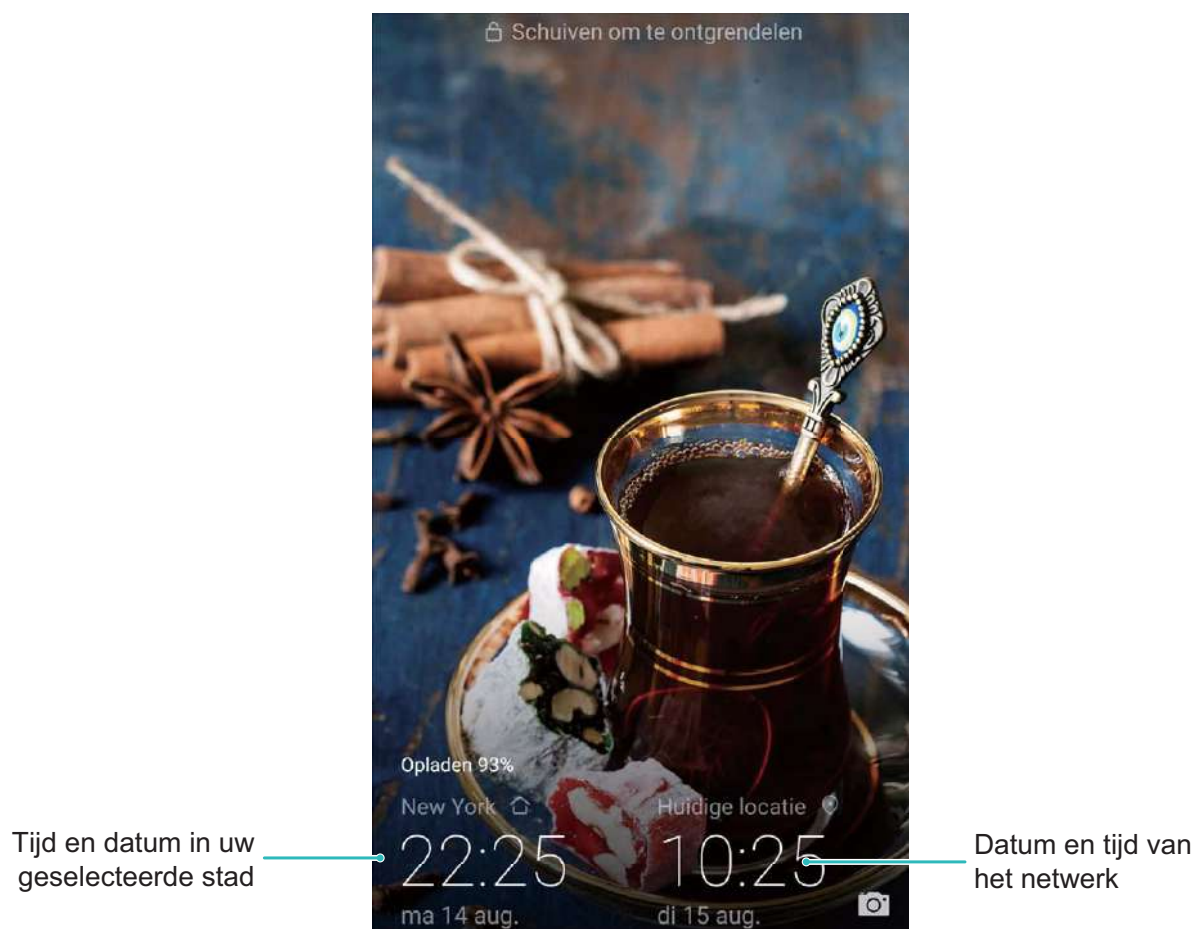 Schuiven om te ontgrendelen
Opladen 93%
New York
Huidige locatie
22:25
10:25
ma 14 aug.
di 15 aug.
Tijd en datum in uw
geselecteerde stad
Datum en tijd van
het netwerk